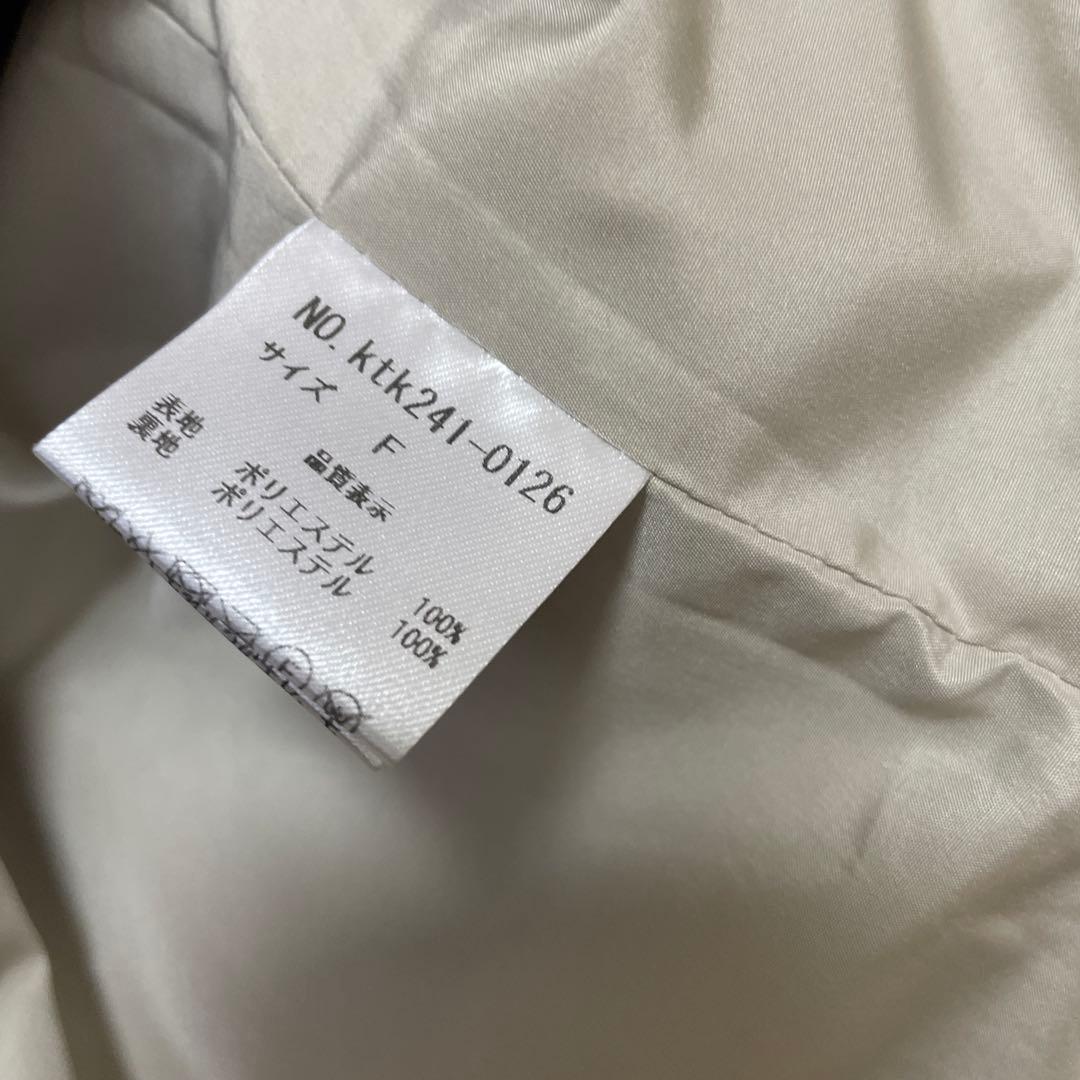 NO.ktk241-0126
サイズ F
品質表示
表地 ポリエステル 100%
裏地 ポリエステル 100%